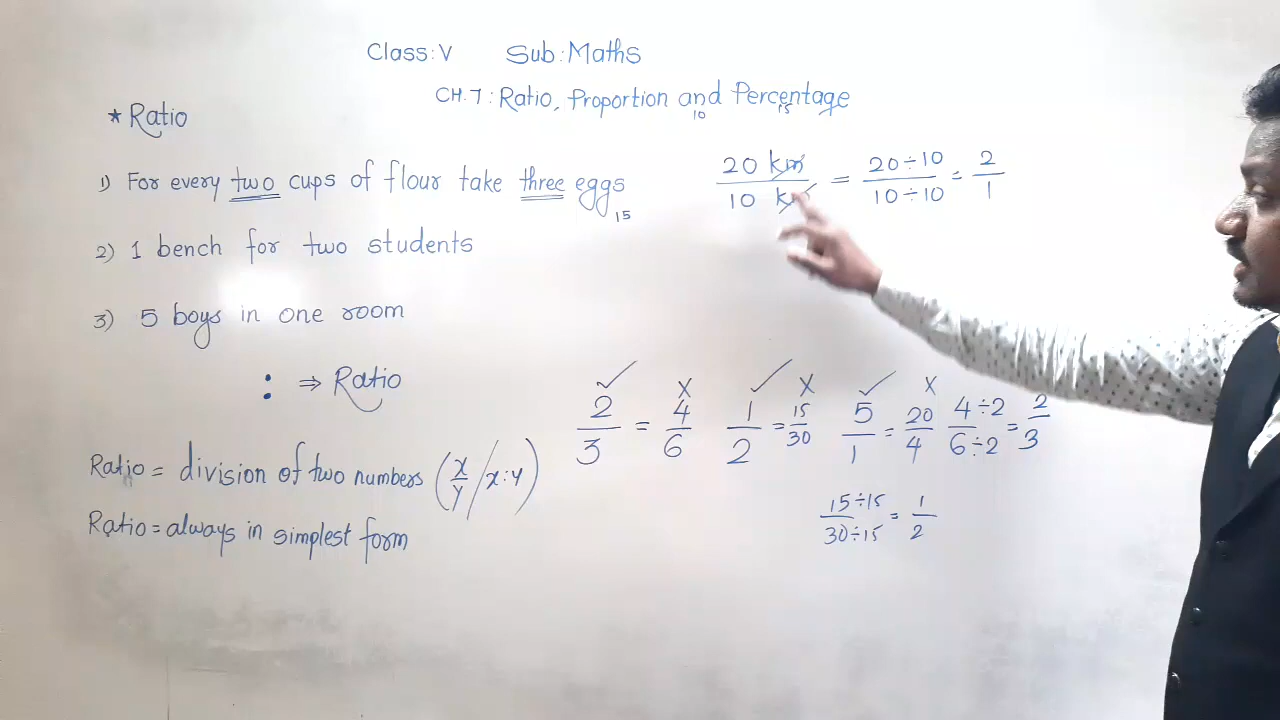 Class: V Sub: Maths
CH. 7: Ratio, Proportion and Percentage
10 15
* Ratio
1) For every two cups of flour take three eggs
15
20 km / 10 km = 20÷10 / 10÷10 = 2/1
2) 1 bench for two students
3) 5 boys in one room
: ⇒ Ratio
✓ X ✓ X ✓ X
2/3 = 4/6 1/2 = 15/30 5/1 = 20/4 4÷2 / 6÷2 = 2/3
Ratio = division of two numbers (x/y / x:y)
15÷15 / 30÷15 = 1/2
Ratio = always in simplest form